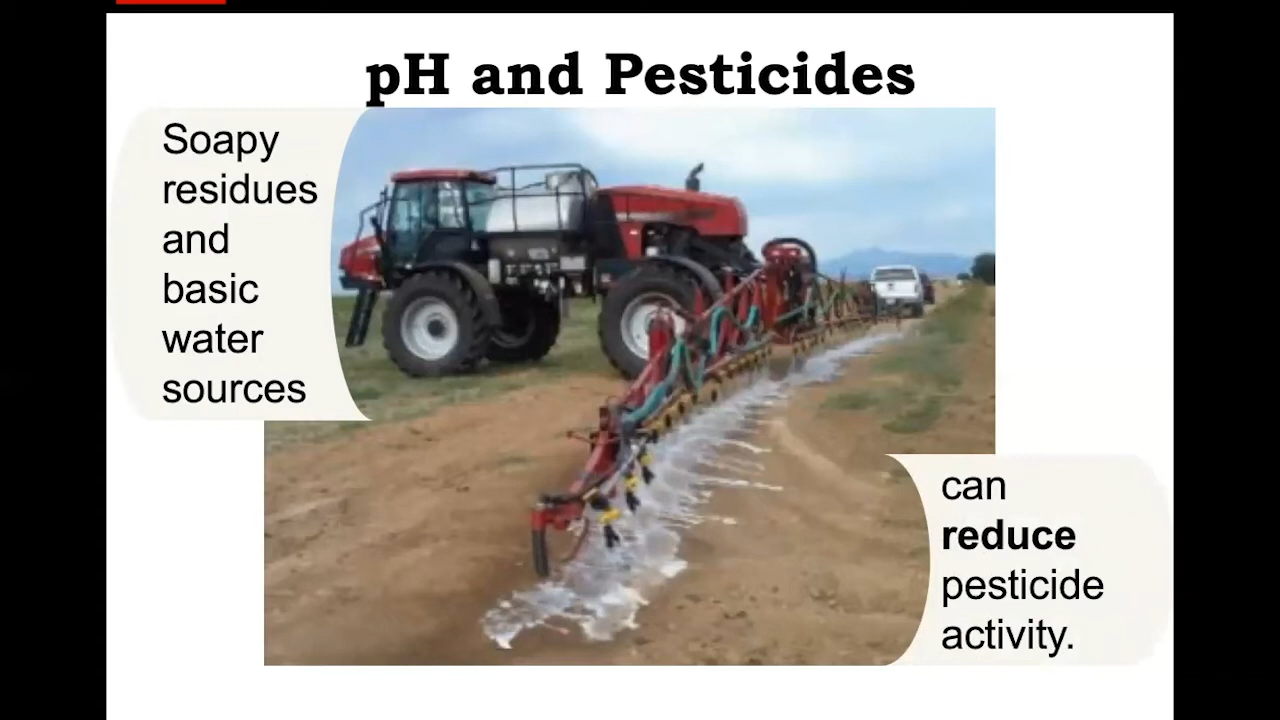 pH and Pesticides
Soapy
residues
and
basic
water
sources
can
reduce
pesticide
activity.